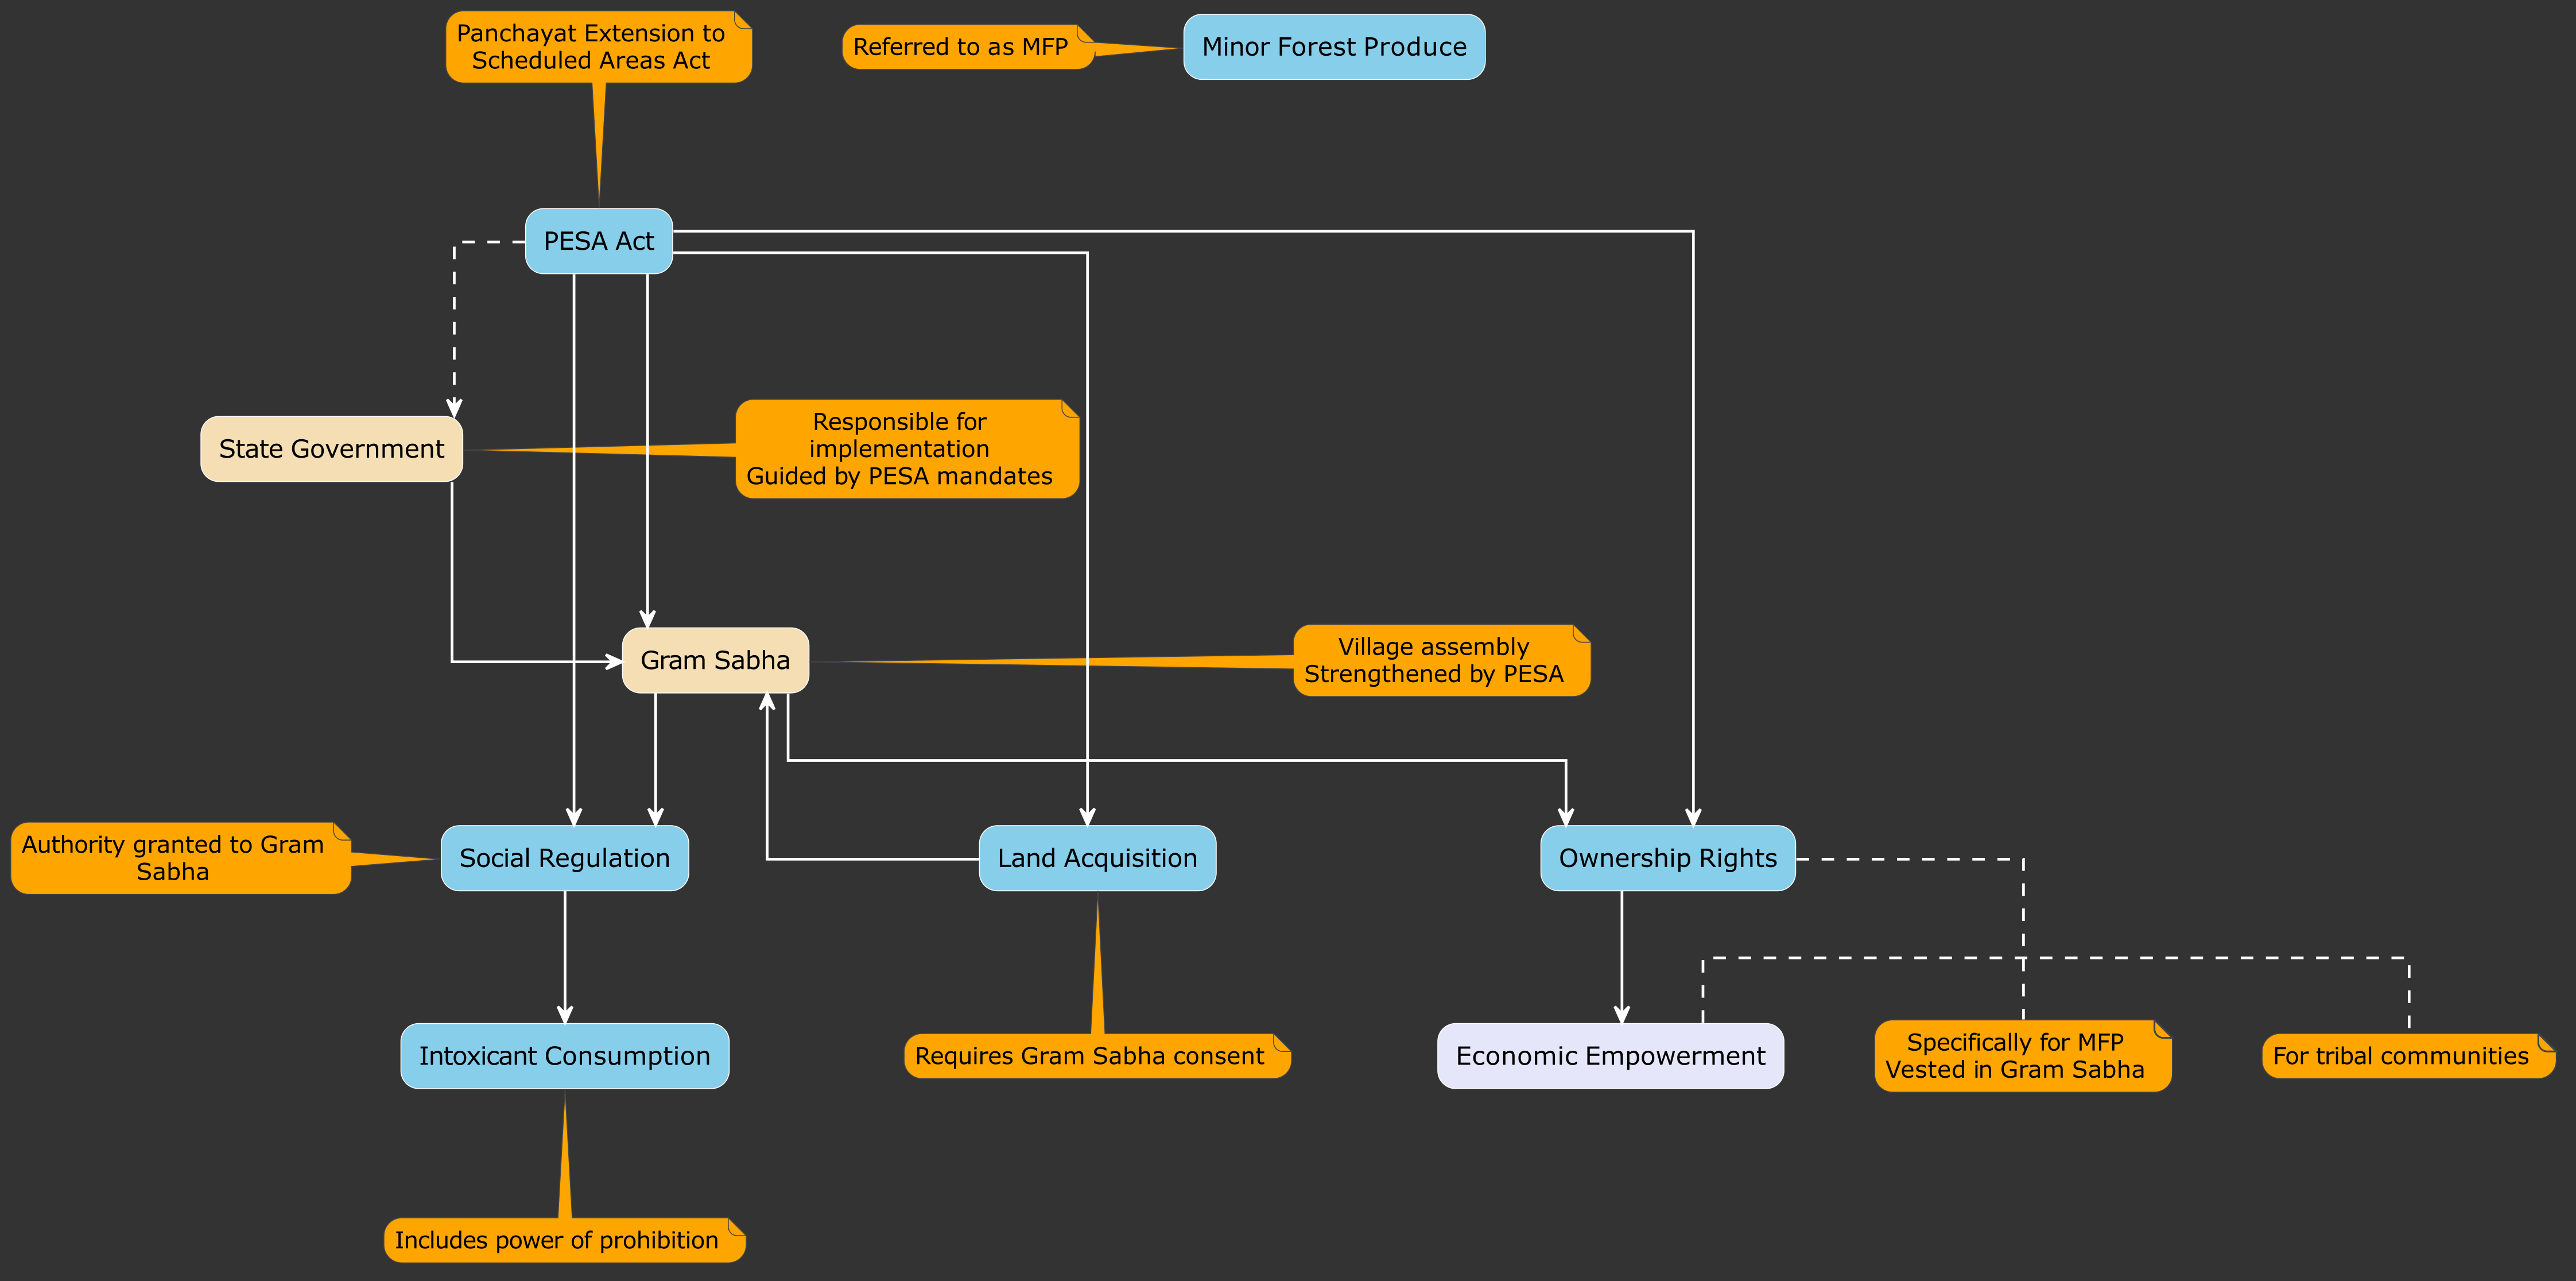 Panchayat Extension to
Scheduled Areas Act
Referred to as MFP
Minor Forest Produce
PESA Act
State Government
Responsible for
implementation
Guided by PESA mandates
Gram Sabha
Village assembly
Strengthened by PESA
Authority granted to Gram
Sabha
Social Regulation
Land Acquisition
Ownership Rights
Intoxicant Consumption
Requires Gram Sabha consent
Economic Empowerment
Specifically for MFP
Vested in Gram Sabha
For tribal communities
Includes power of prohibition